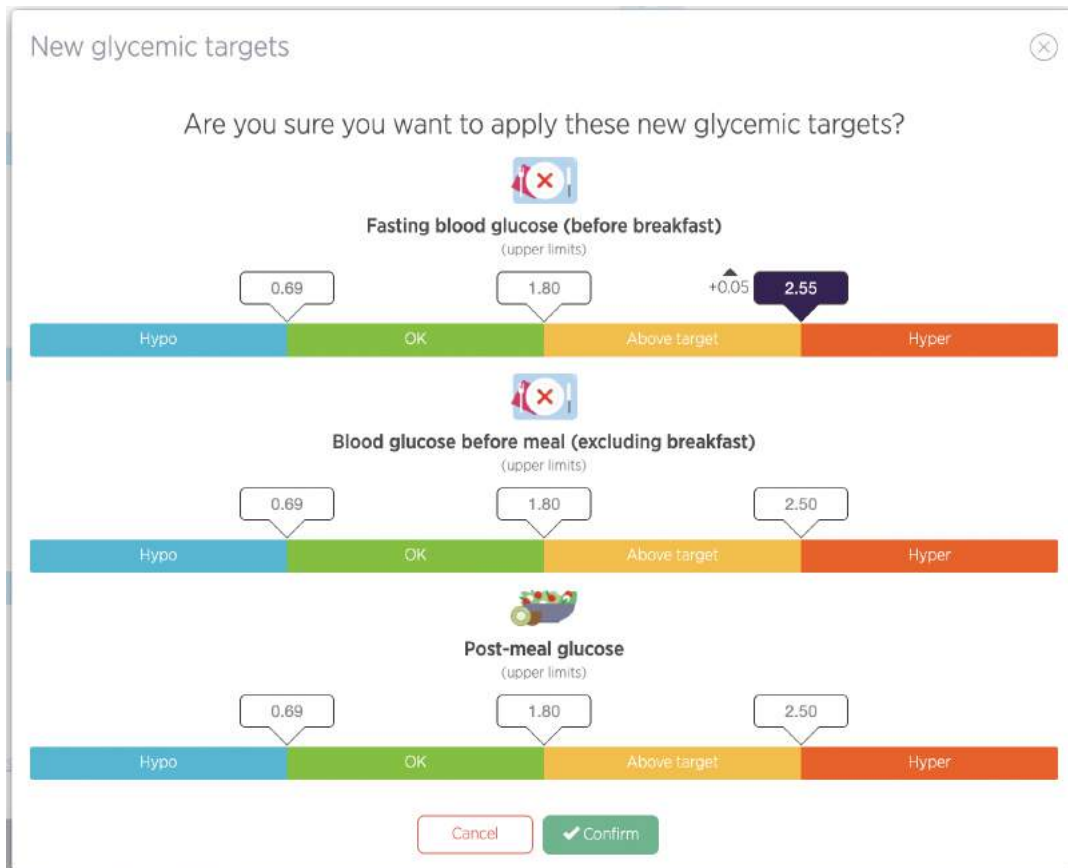 New glycemic targets
Are you sure you want to apply these new glycemic targets?
Fasting blood glucose (before breakfast)
(upper limits)
0.69 1.80 +0.05 2.55
Hypo OK Above target Hyper
Blood glucose before meal (excluding breakfast)
(upper limits)
0.69 1.80 2.50
Hypo OK Above target Hyper
Post-meal glucose
(upper limits)
0.69 1.80 2.50
Hypo OK Above target Hyper
Cancel Confirm